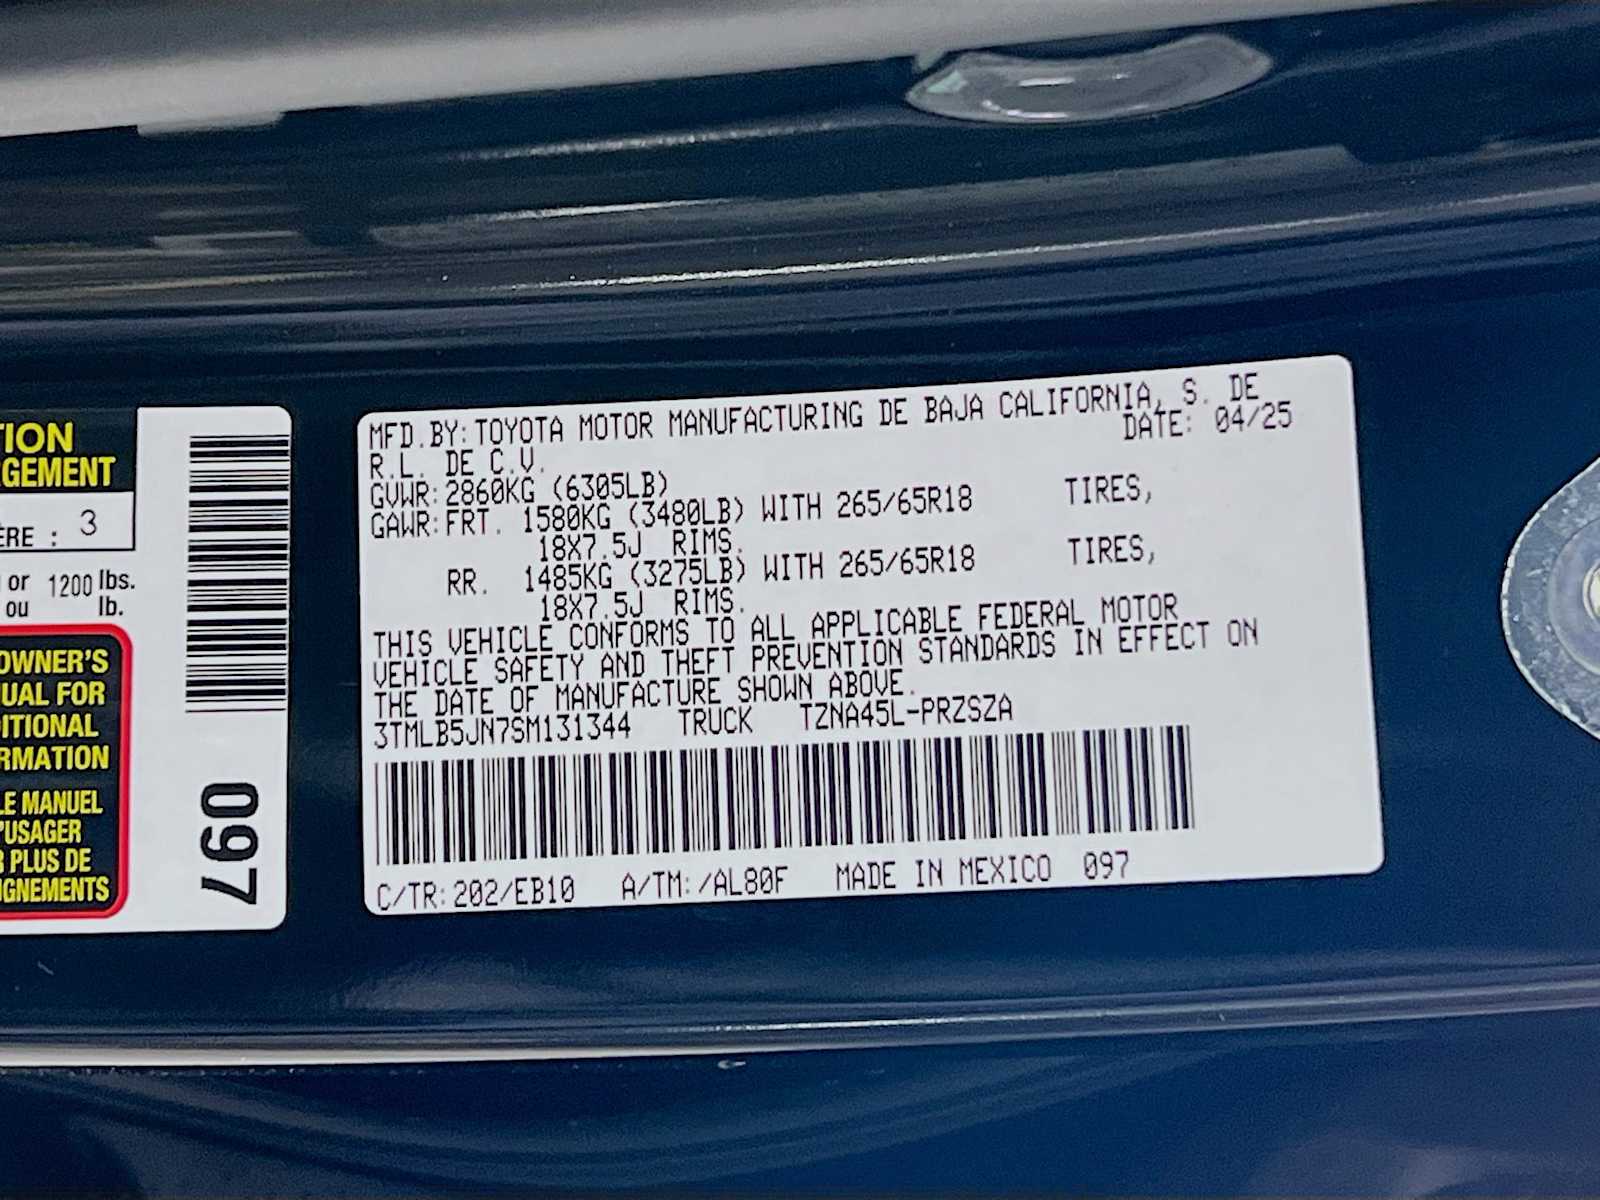 TION
GEMENT
ÈRE : 3
or 1200 lbs.
ou lb.
OWNER'S
UAL FOR
DITIONAL
RMATION
LE MANUEL
'USAGER
R PLUS DE
IGNEMENTS
097
MFD.BY:TOYOTA MOTOR MANUFACTURING DE BAJA CALIFORNIA, S. DE
R.L. DE C.V. DATE: 04/25
GVWR:2860KG (6305LB)
GAWR:FRT. 1580KG (3480LB) WITH 265/65R18 TIRES,
18X7.5J RIMS.
RR. 1485KG (3275LB) WITH 265/65R18 TIRES,
18X7.5J RIMS.
THIS VEHICLE CONFORMS TO ALL APPLICABLE FEDERAL MOTOR
VEHICLE SAFETY AND THEFT PREVENTION STANDARDS IN EFFECT ON
THE DATE OF MANUFACTURE SHOWN ABOVE.
3TMLB5JN7SM131344 TRUCK TZNA45L-PRZSZA
C/TR:202/EB10 A/TM:/AL80F MADE IN MEXICO 097